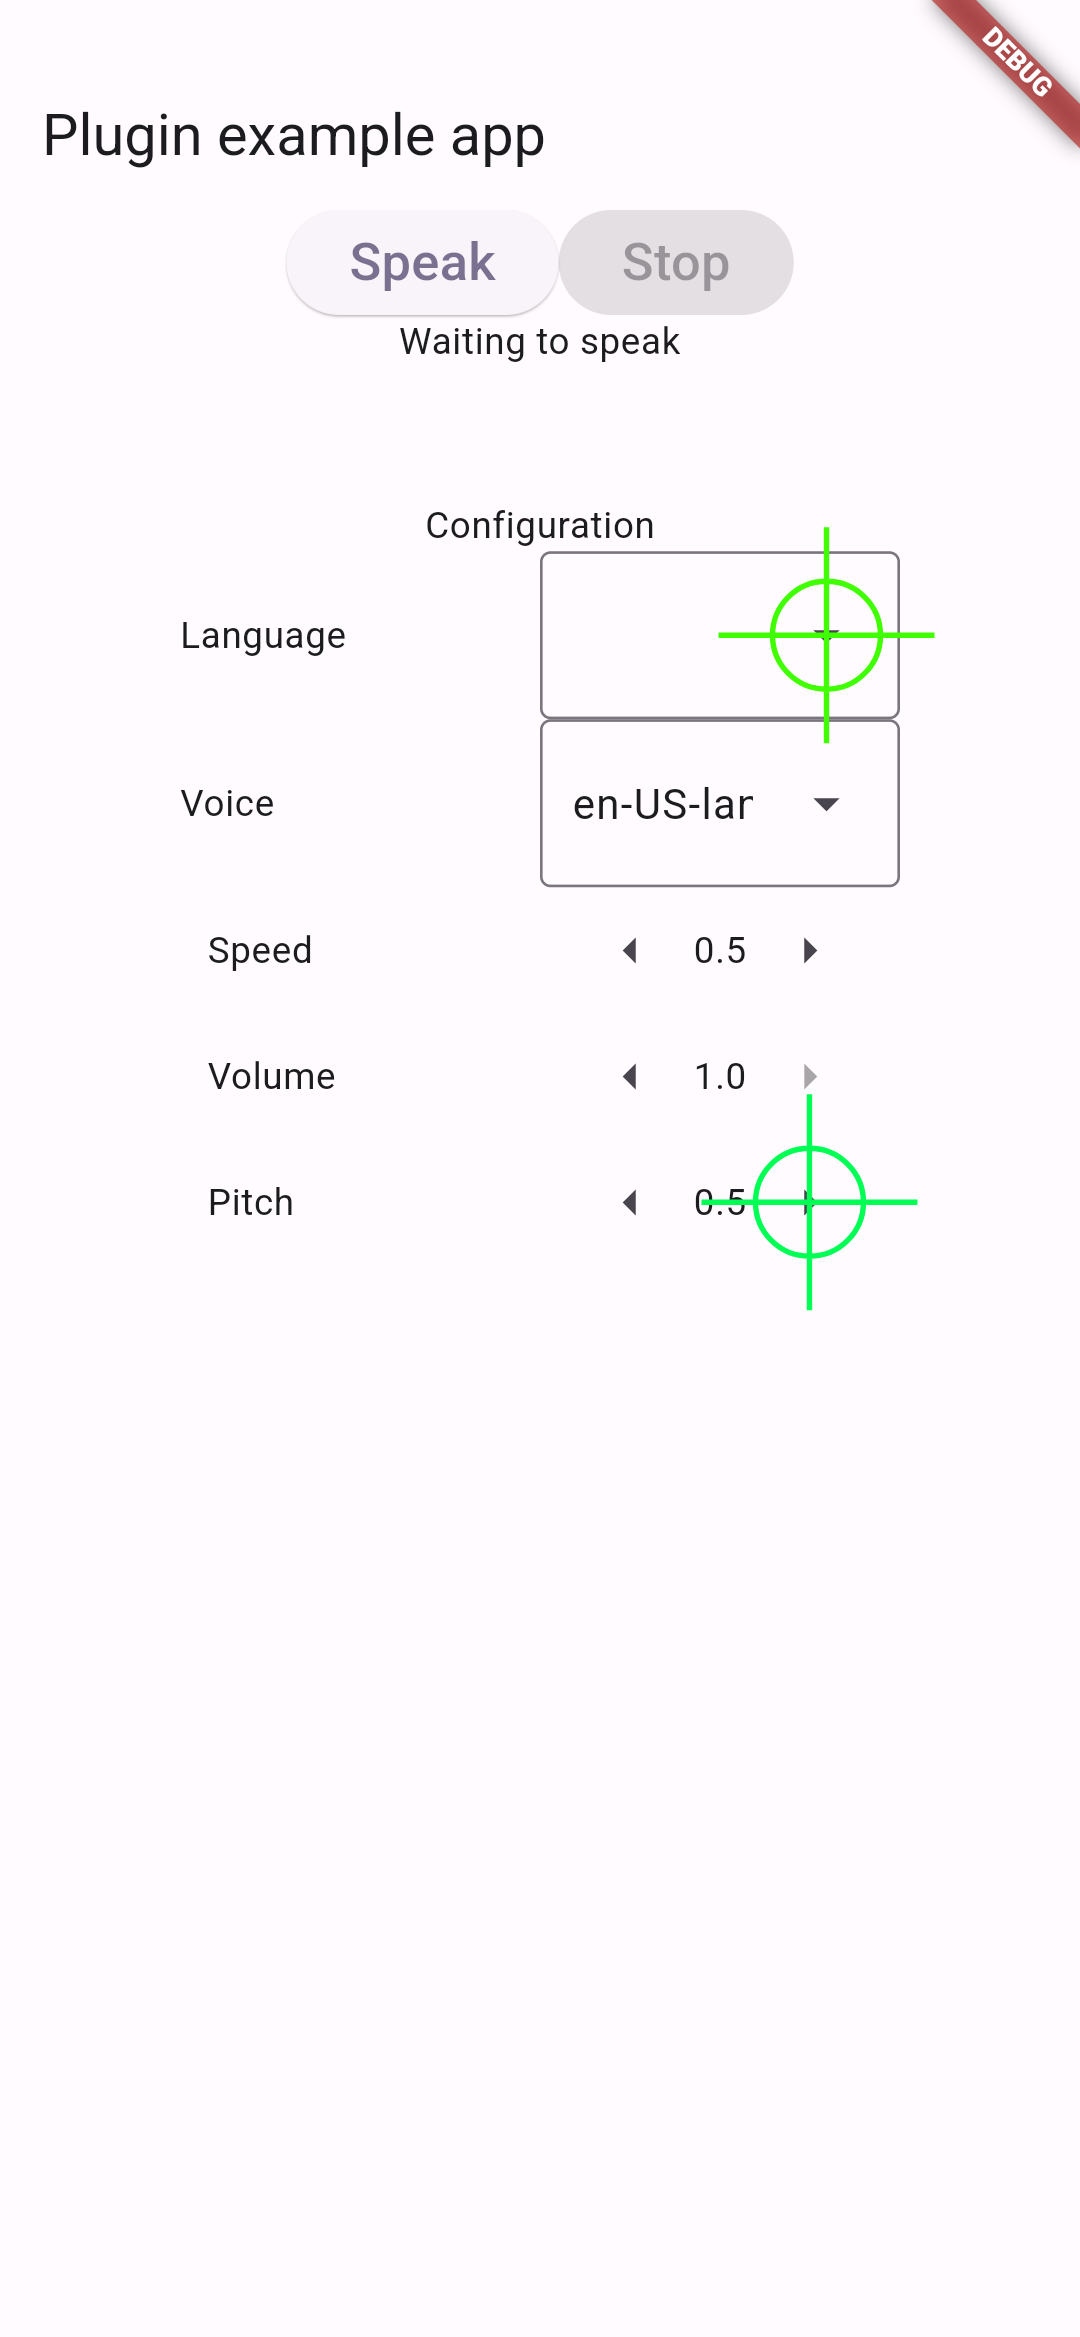 DEBUG
Plugin example app
Speak Stop
Waiting to speak
Configuration
Language
Voice en-US-lar
Speed 0.5
Volume 1.0
Pitch 0.5